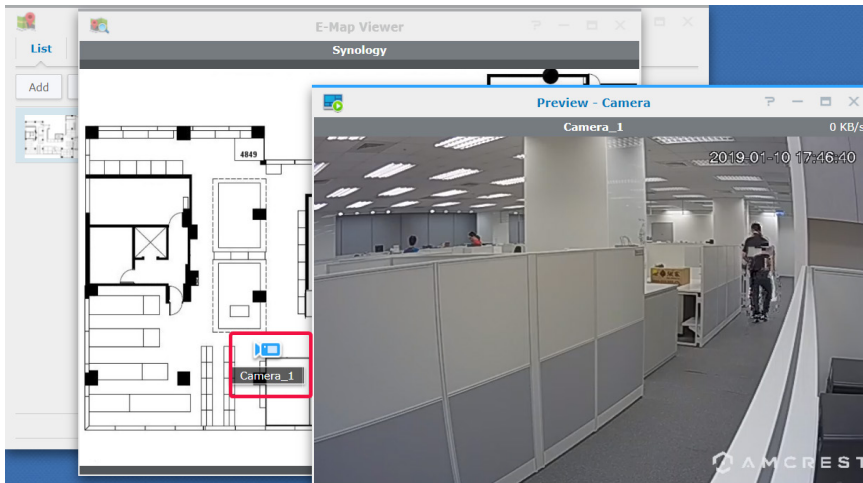 E-Map Viewer
List
Synology
Add
Preview - Camera
Camera_1
0 KB/s
4849
2019-01-10 17:46:40
Camera_1
AMCREST